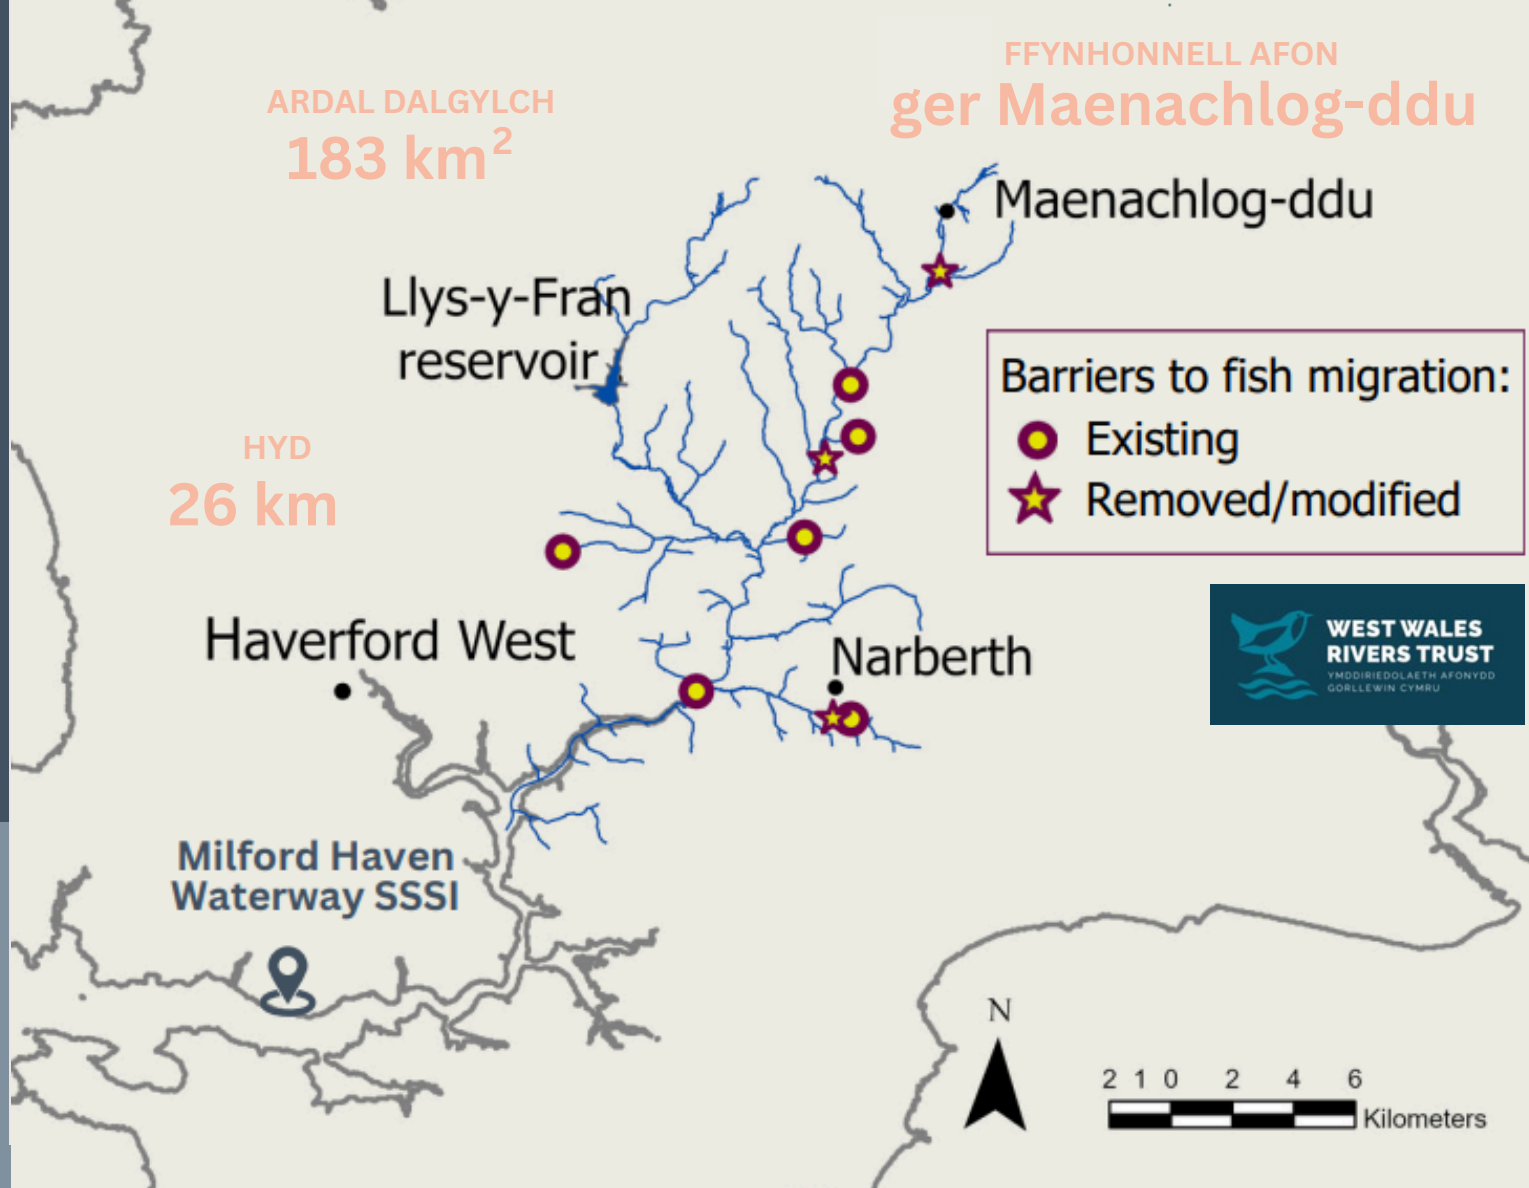 FFYNHONNELL AFON
ger Maenachlog-ddu
ARDAL DALGYLCH
183 km²
Maenachlog-ddu
Llys-y-Fran
reservoir
Barriers to fish migration:
Existing
Removed/modified
HYD
26 km
WEST WALES
RIVERS TRUST
YMDDIRIEDOLAETH AFONYDD
GORLLEWIN CYMRU
Haverford West
Narberth
Milford Haven
Waterway SSSI
N
2 1 0 2 4 6
Kilometers